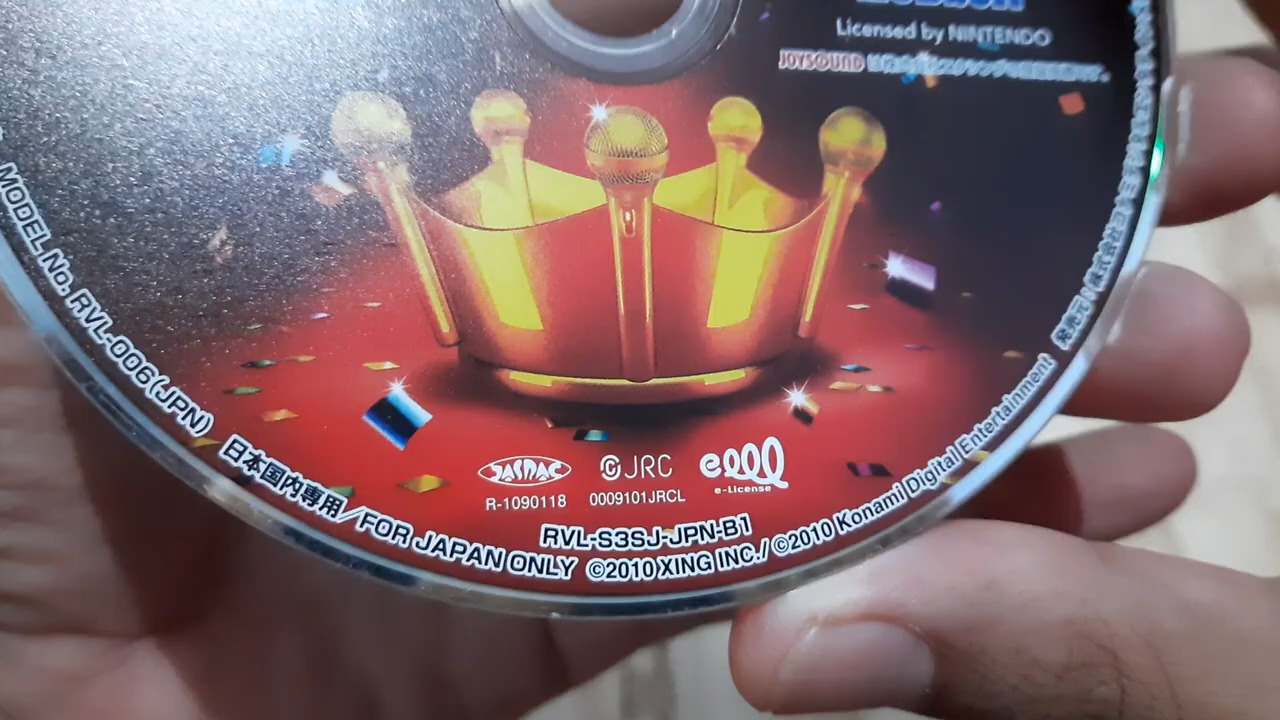 Licensed by NINTENDO
JOYSOUND
MODEL No. RVL-006(JPN) 日本国内専用/FOR JAPAN ONLY ©2010 XING INC./©2010 Konami Digital Entertainment
JASRAC
R-1090118
JRC
0009101JRCL
elll
e-License
RVL-S3SJ-JPN-B1